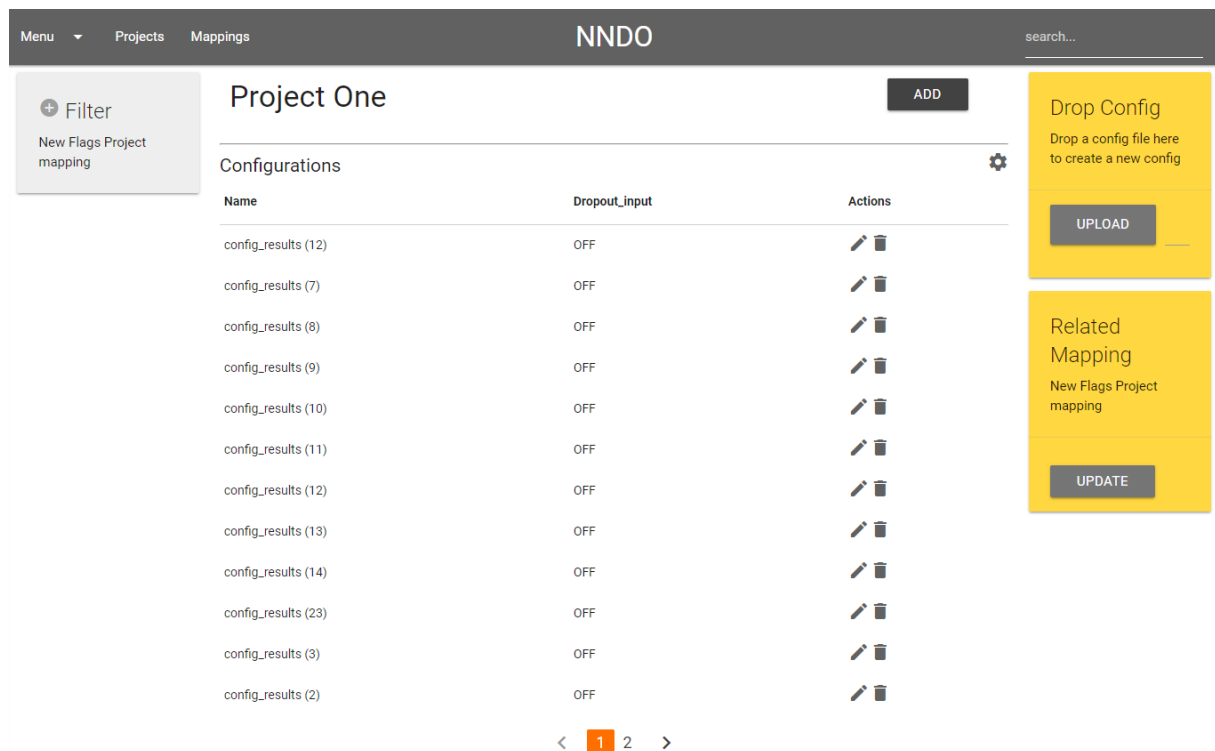 Menu Projects Mappings NNDO search...
Filter
New Flags Project
mapping
Project One ADD
Configurations
Name Dropout_input Actions
config_results (12) OFF
config_results (7) OFF
config_results (8) OFF
config_results (9) OFF
config_results (10) OFF
config_results (11) OFF
config_results (12) OFF
config_results (13) OFF
config_results (14) OFF
config_results (23) OFF
config_results (3) OFF
config_results (2) OFF
1 2
Drop Config
Drop a config file here
to create a new config
UPLOAD
Related
Mapping
New Flags Project
mapping
UPDATE